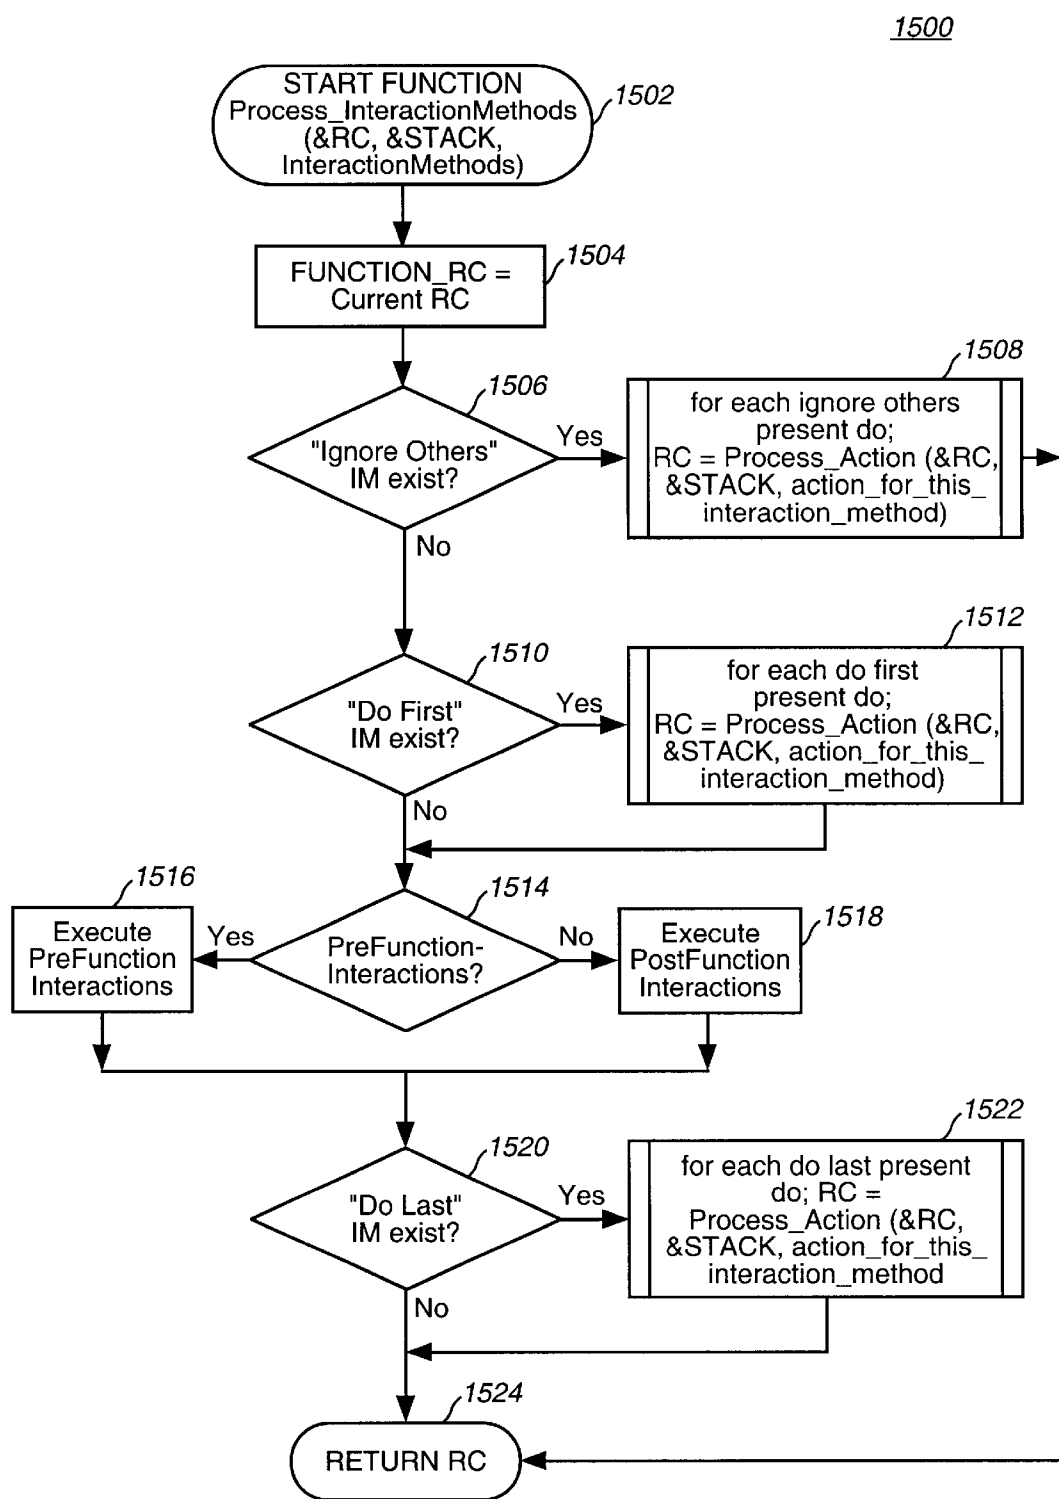 1500
START FUNCTION
Process_InteractionMethods
(&RC, &STACK,
InteractionMethods)
1502
FUNCTION_RC =
Current RC
1504
"Ignore Others"
IM exist?
1506
Yes
No
for each ignore others
present do;
RC = Process_Action (&RC,
&STACK, action_for_this_
interaction_method)
1508
"Do First"
IM exist?
1510
Yes
No
for each do first
present do;
RC = Process_Action (&RC,
&STACK, action_for_this_
interaction_method)
1512
PreFunction-
Interactions?
1514
Yes
No
Execute
PreFunction
Interactions
1516
Execute
PostFunction
Interactions
1518
"Do Last"
IM exist?
1520
Yes
No
for each do last present
do; RC =
Process_Action (&RC,
&STACK, action_for_this_
interaction_method
1522
RETURN RC
1524